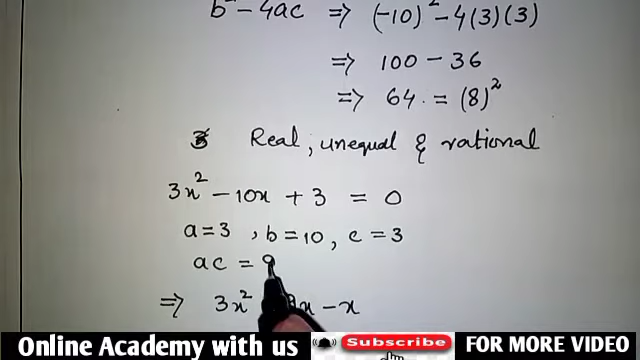 b² - 4ac ⇒ (-10)² - 4(3)(3)
⇒ 100 - 36
⇒ 64 = (8)²
Real, unequal & rational
3x² - 10x + 3 = 0
a = 3, b = 10, c = 3
ac = 9
⇒ 3x² x - x
Online Academy with us Subscribe FOR MORE VIDEO